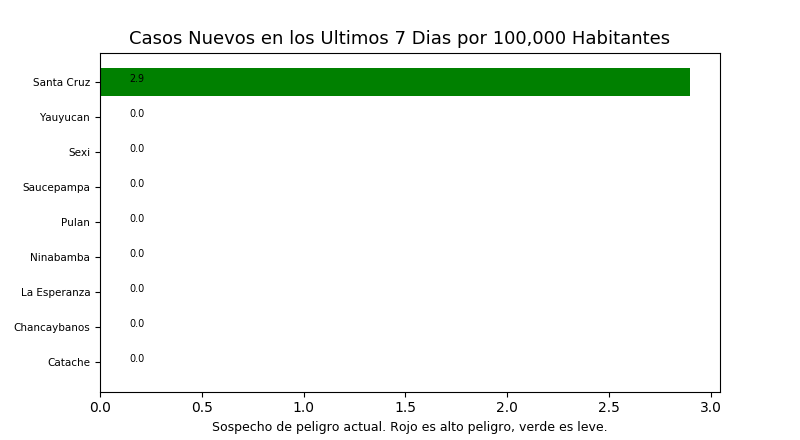 Casos Nuevos en los Ultimos 7 Dias por 100,000 Habitantes
Santa Cruz 2.9
Yauyucan 0.0
Sexi 0.0
Saucepampa 0.0
Pulan 0.0
Ninabamba 0.0
La Esperanza 0.0
Chancaybanos 0.0
Catache 0.0
0.0 0.5 1.0 1.5 2.0 2.5 3.0
Sospecho de peligro actual. Rojo es alto peligro, verde es leve.